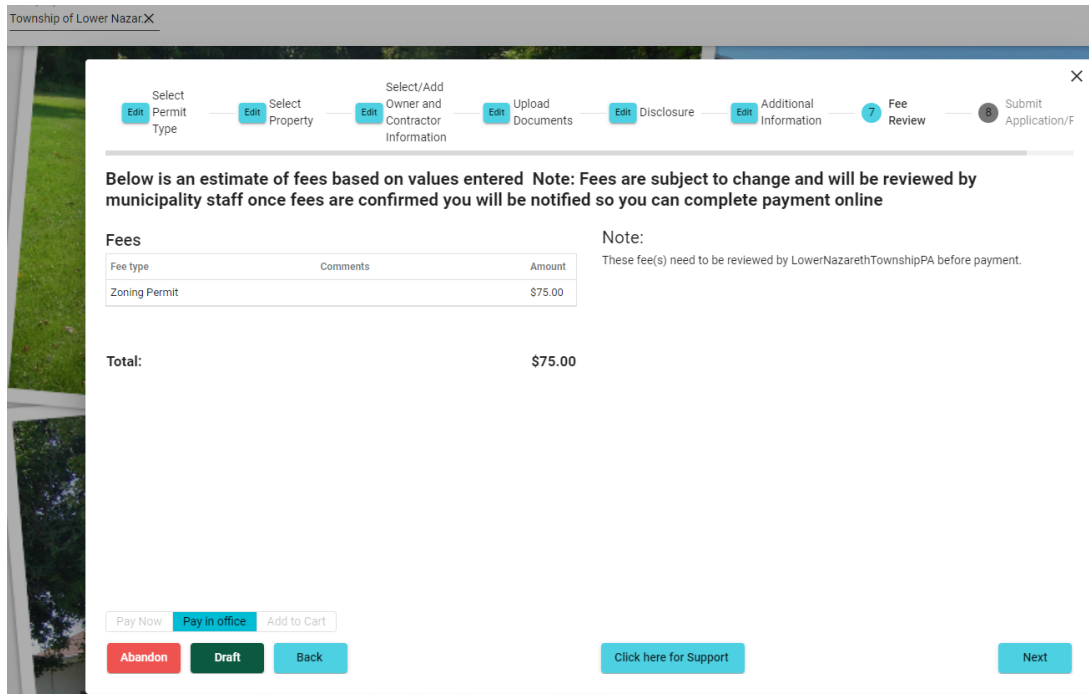 Township of Lower Nazar.X
Edit Select Permit Type
Edit Select Property
Edit Select/Add Owner and Contractor Information
Edit Upload Documents
Edit Disclosure
Edit Additional Information
7 Fee Review
8 Submit Application/F
Below is an estimate of fees based on values entered Note: Fees are subject to change and will be reviewed by
municipality staff once fees are confirmed you will be notified so you can complete payment online
Fees
Fee type Comments Amount
Zoning Permit $75.00
Total: $75.00
Note:
These fee(s) need to be reviewed by LowerNazarethTownshipPA before payment.
Pay Now Pay in office Add to Cart
Abandon Draft Back Click here for Support Next